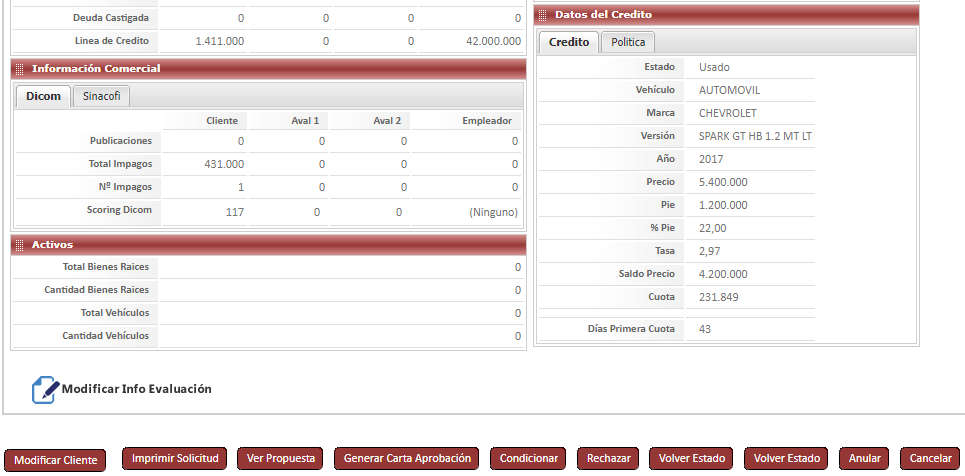 Deuda Castigada 0 0 0 0
Linea de Credito 1.411.000 0 0 42.000.000
Información Comercial
Dicom Sinacofi
Cliente Aval 1 Aval 2 Empleador
Publicaciones 0 0 0 0
Total Impagos 431.000 0 0 0
Nº Impagos 1 0 0 0
Scoring Dicom 117 0 0 (Ninguno)
Activos
Total Bienes Raices 0
Cantidad Bienes Raices 0
Total Vehículos 0
Cantidad Vehículos 0
Datos del Credito
Credito Politica
Estado Usado
Vehículo AUTOMOVIL
Marca CHEVROLET
Versión SPARK GT HB 1.2 MT LT
Año 2017
Precio 5.400.000
Pie 1.200.000
% Pie 22,00
Tasa 2,97
Saldo Precio 4.200.000
Cuota 231.849
Días Primera Cuota 43
Modificar Info Evaluación
Modificar Cliente Imprimir Solicitud Ver Propuesta Generar Carta Aprobación Condicionar Rechazar Volver Estado Volver Estado Anular Cancelar